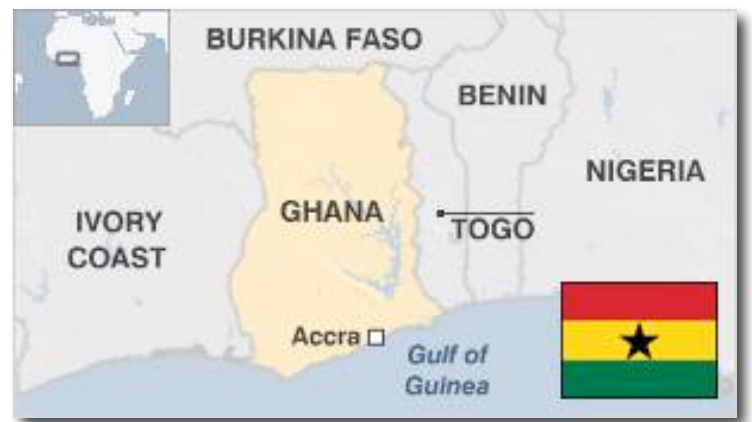 BURKINA FASO
BENIN
NIGERIA
GHANA
IVORY
COAST
TOGO
Accra
Gulf of
Guinea